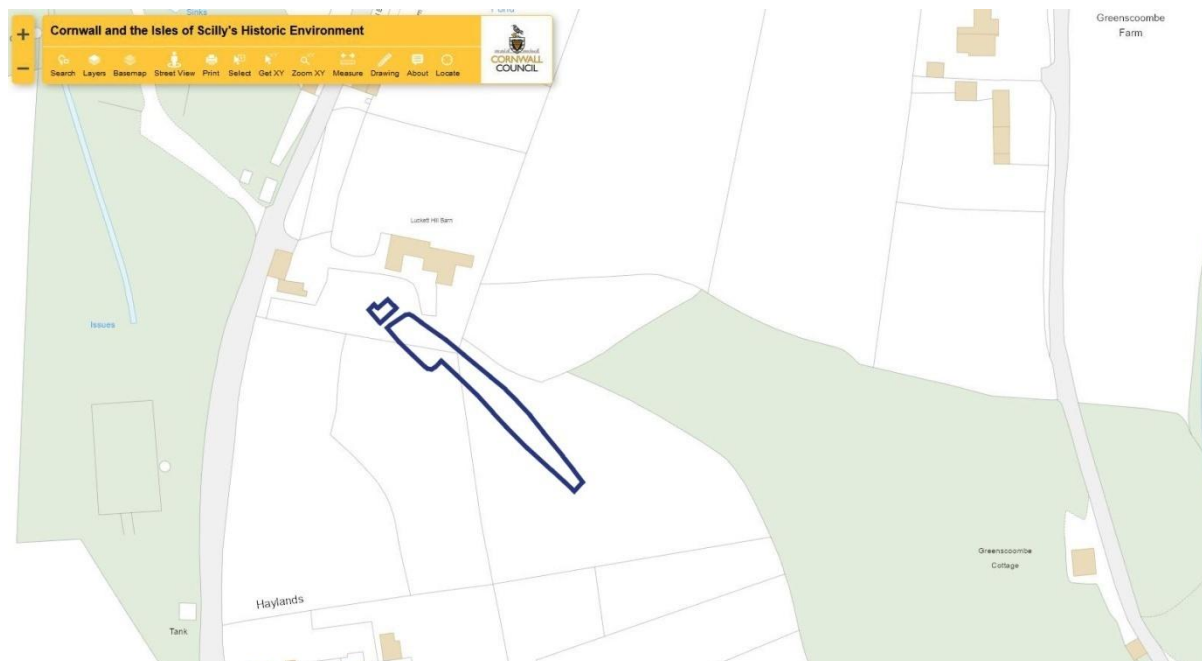 Sinks
Pond
+
Cornwall and the Isles of Scilly's Historic Environment
CORNWALL
COUNCIL
−
Search Layers Basemap Street View Print Select Get XY Zoom XY Measure Drawing About Locate
Greenscoombe
Farm
Luckett Hill Barn
Issues
Greenscoombe
Cottage
Haylands
Tank